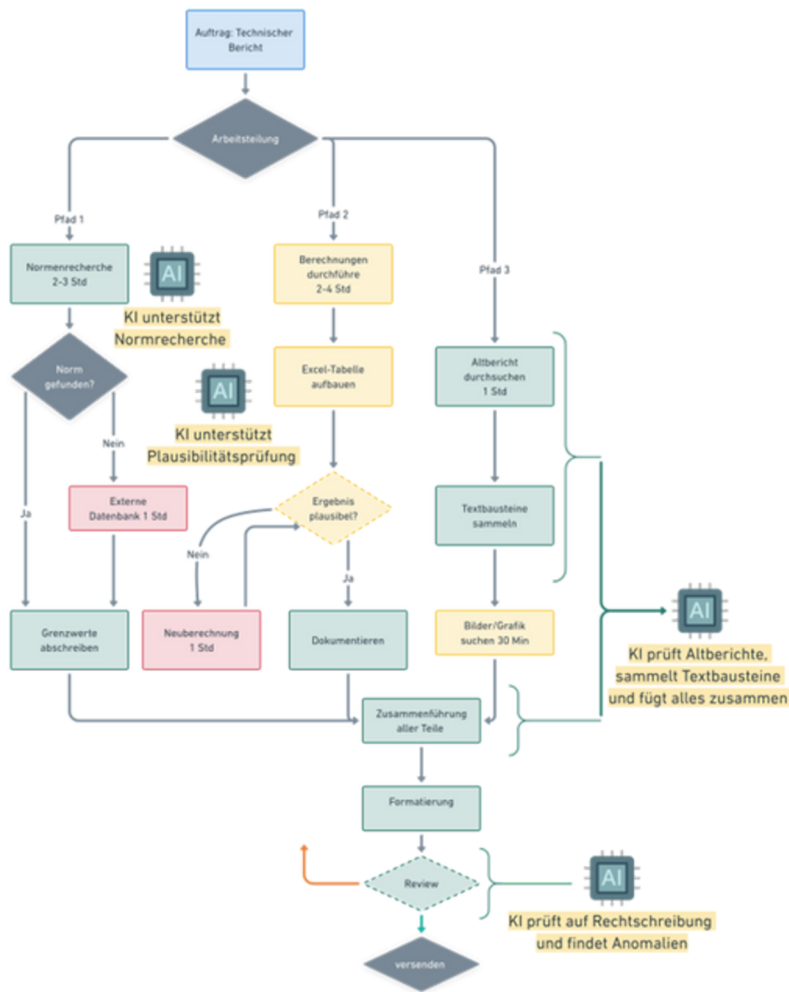 Auftrag: Technischer
Bericht
Arbeitsteilung
Pfad 1
Pfad 2
Pfad 3
Normenrecherche
2-3 Std
AI
KI unterstützt
Normrecherche
Berechnungen
durchführe
2-4 Std
Norm
gefunden?
Excel-Tabelle
aufbauen
Altbericht
durchsuchen
1 Std
AI
KI unterstützt
Plausibilitätsprüfung
Nein
Ja
Externe
Datenbank 1 Std
Ergebnis
plausibel?
Textbausteine
sammeln
Nein
Ja
Grenzwerte
abschreiben
Neuberechnung
1 Std
Dokumentieren
Bilder/Grafik
suchen 30 Min
AI
KI prüft Altberichte,
sammelt Textbausteine
und fügt alles zusammen
Zusammenführung
aller Teile
Formatierung
Review
AI
KI prüft auf Rechtschreibung
und findet Anomalien
versenden